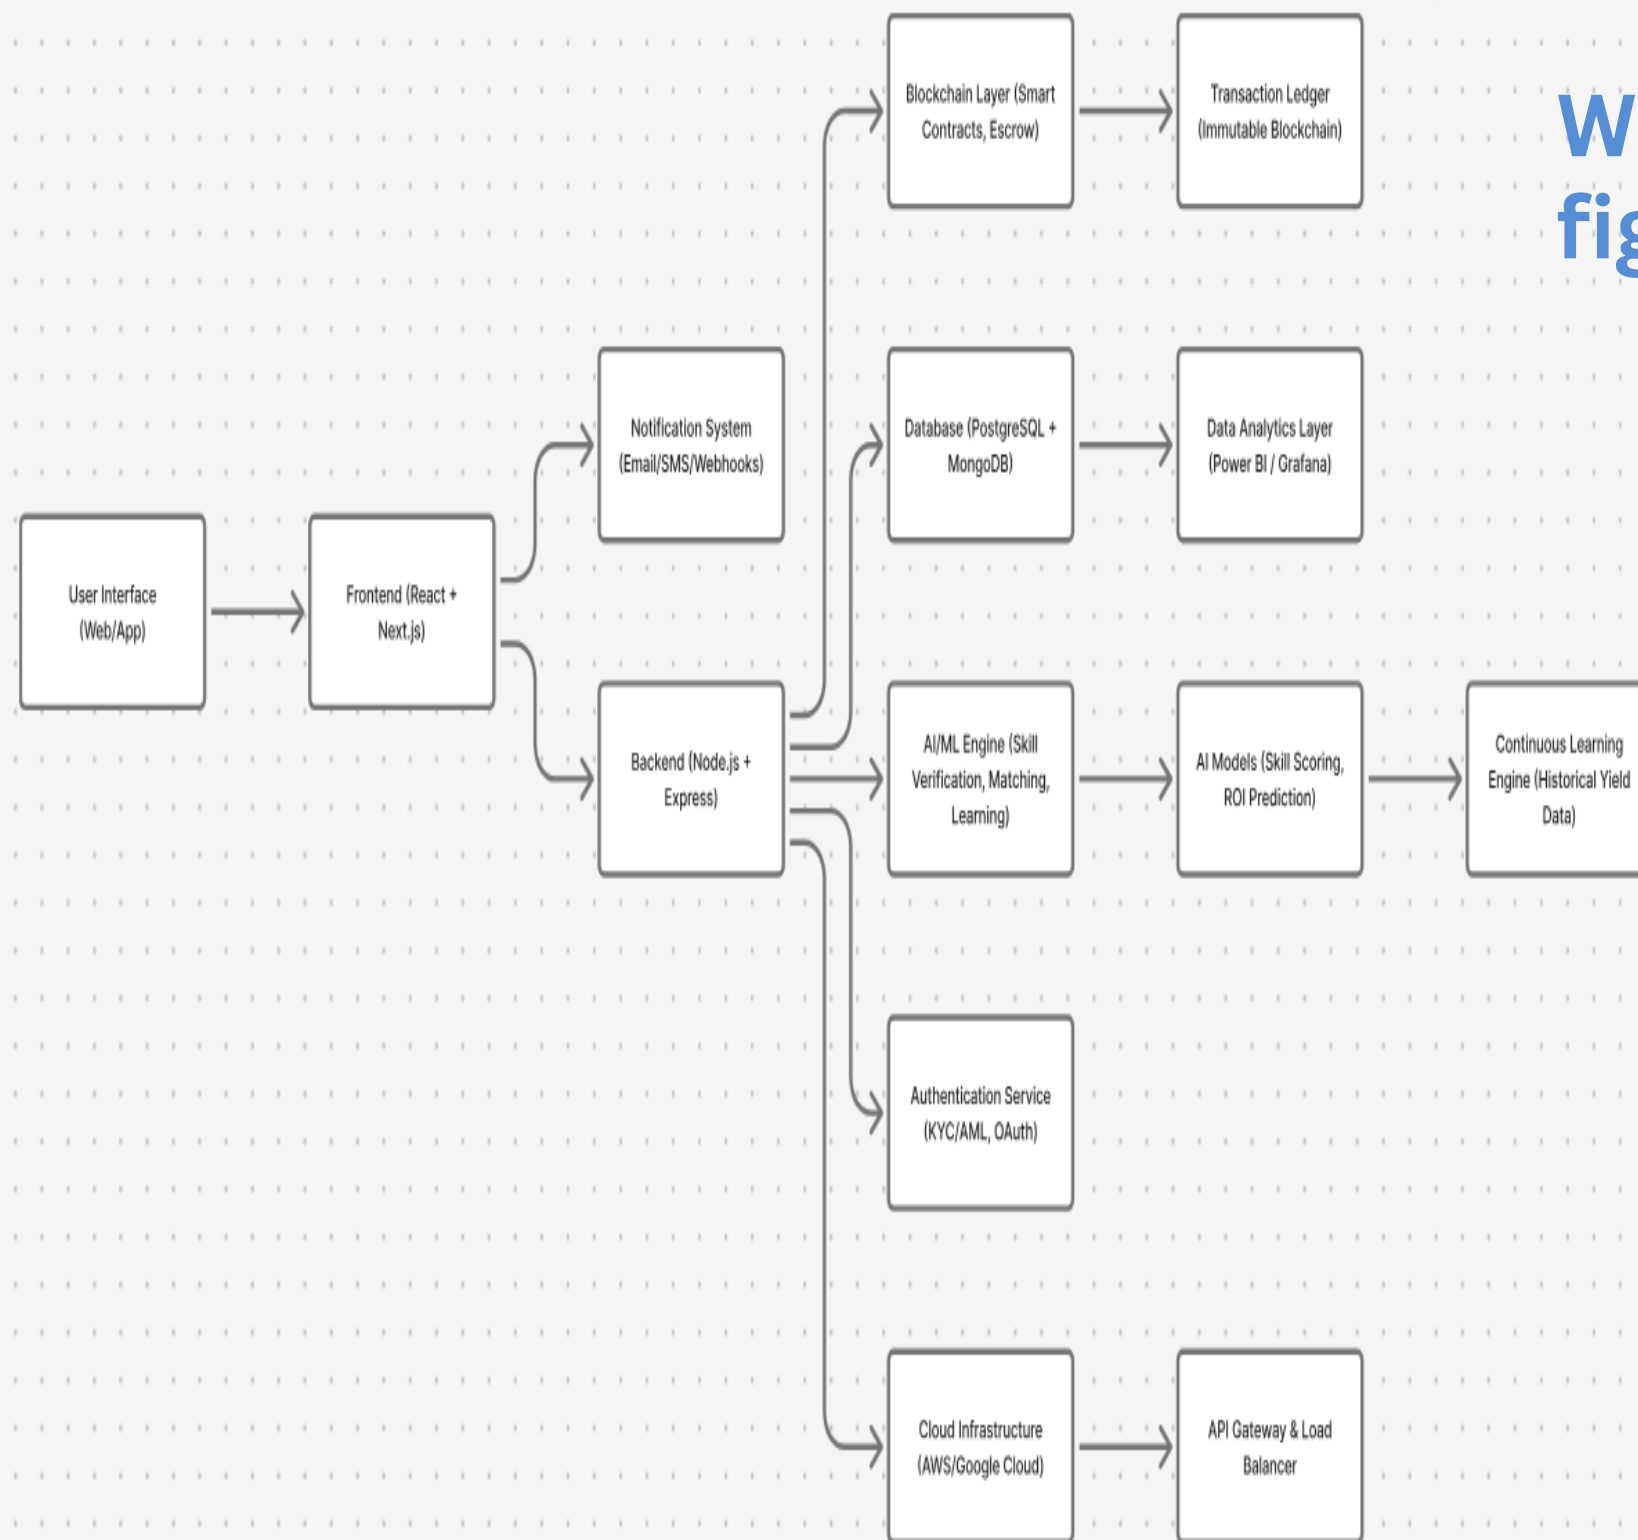 Blockchain Layer (Smart
Contracts, Escrow)
Transaction Ledger
(Immutable Blockchain)
W
fig
Notification System
(Email/SMS/Webhooks)
Database (PostgreSQL +
MongoDB)
Data Analytics Layer
(Power BI / Grafana)
User Interface
(Web/App)
Frontend (React +
Next.js)
Backend (Node.js +
Express)
AI/ML Engine (Skill
Verification, Matching,
Learning)
AI Models (Skill Scoring,
ROI Prediction)
Continuous Learning
Engine (Historical Yield
Data)
Authentication Service
(KYC/AML, OAuth)
Cloud Infrastructure
(AWS/Google Cloud)
API Gateway & Load
Balancer